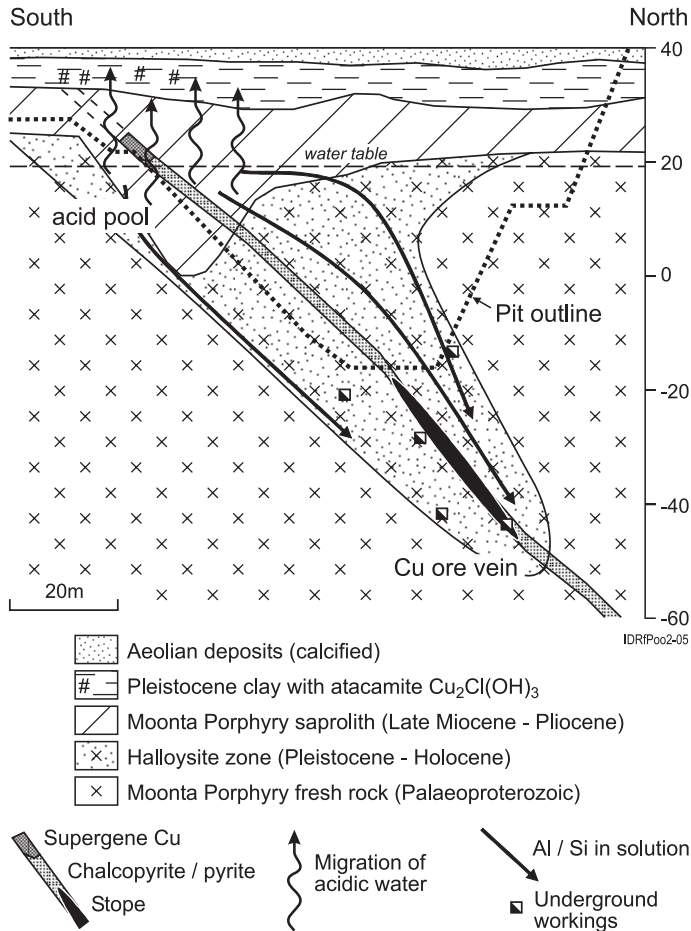 South
North
40
water table
20
acid pool
0
Pit outline
-20
-40
Cu ore vein
20m
-60
IDRfPoo2-05
Aeolian deposits (calcified)
# Pleistocene clay with atacamite Cu₂Cl(OH)₃
Moonta Porphyry saprolith (Late Miocene - Pliocene)
Halloysite zone (Pleistocene - Holocene)
Moonta Porphyry fresh rock (Palaeoproterozoic)
Supergene Cu
Chalcopyrite / pyrite
Stope
Migration of
acidic water
Al / Si in solution
Underground
workings